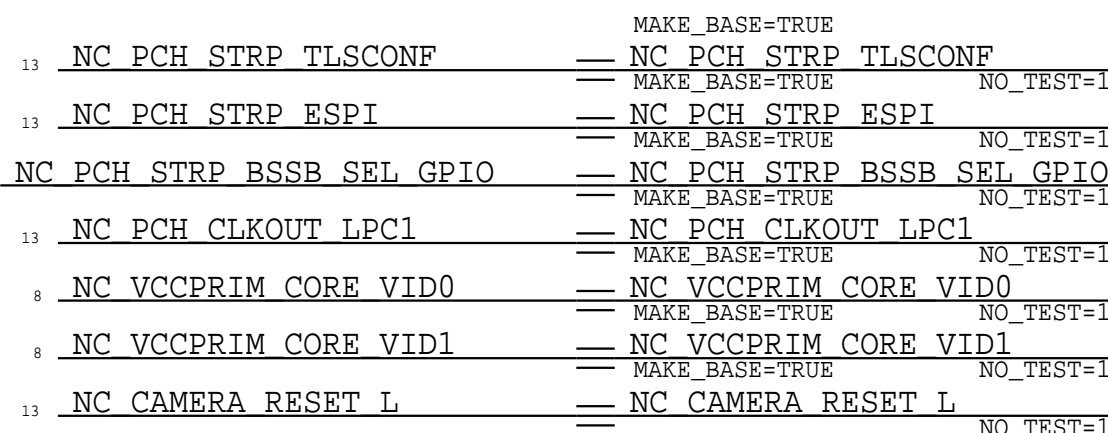 MAKE_BASE=TRUE
13 NC_PCH_STRP_TLSCONF NC_PCH_STRP_TLSCONF
MAKE_BASE=TRUE NO_TEST=1
13 NC_PCH_STRP_ESPI NC_PCH_STRP_ESPI
MAKE_BASE=TRUE NO_TEST=1
NC_PCH_STRP_BSSB_SEL_GPIO NC_PCH_STRP_BSSB_SEL_GPIO
MAKE_BASE=TRUE NO_TEST=1
13 NC_PCH_CLKOUT_LPC1 NC_PCH_CLKOUT_LPC1
MAKE_BASE=TRUE NO_TEST=1
8 NC_VCCPRIM_CORE_VID0 NC_VCCPRIM_CORE_VID0
MAKE_BASE=TRUE NO_TEST=1
8 NC_VCCPRIM_CORE_VID1 NC_VCCPRIM_CORE_VID1
MAKE_BASE=TRUE NO_TEST=1
13 NC_CAMERA_RESET_L NC_CAMERA_RESET_L
NO_TEST=1